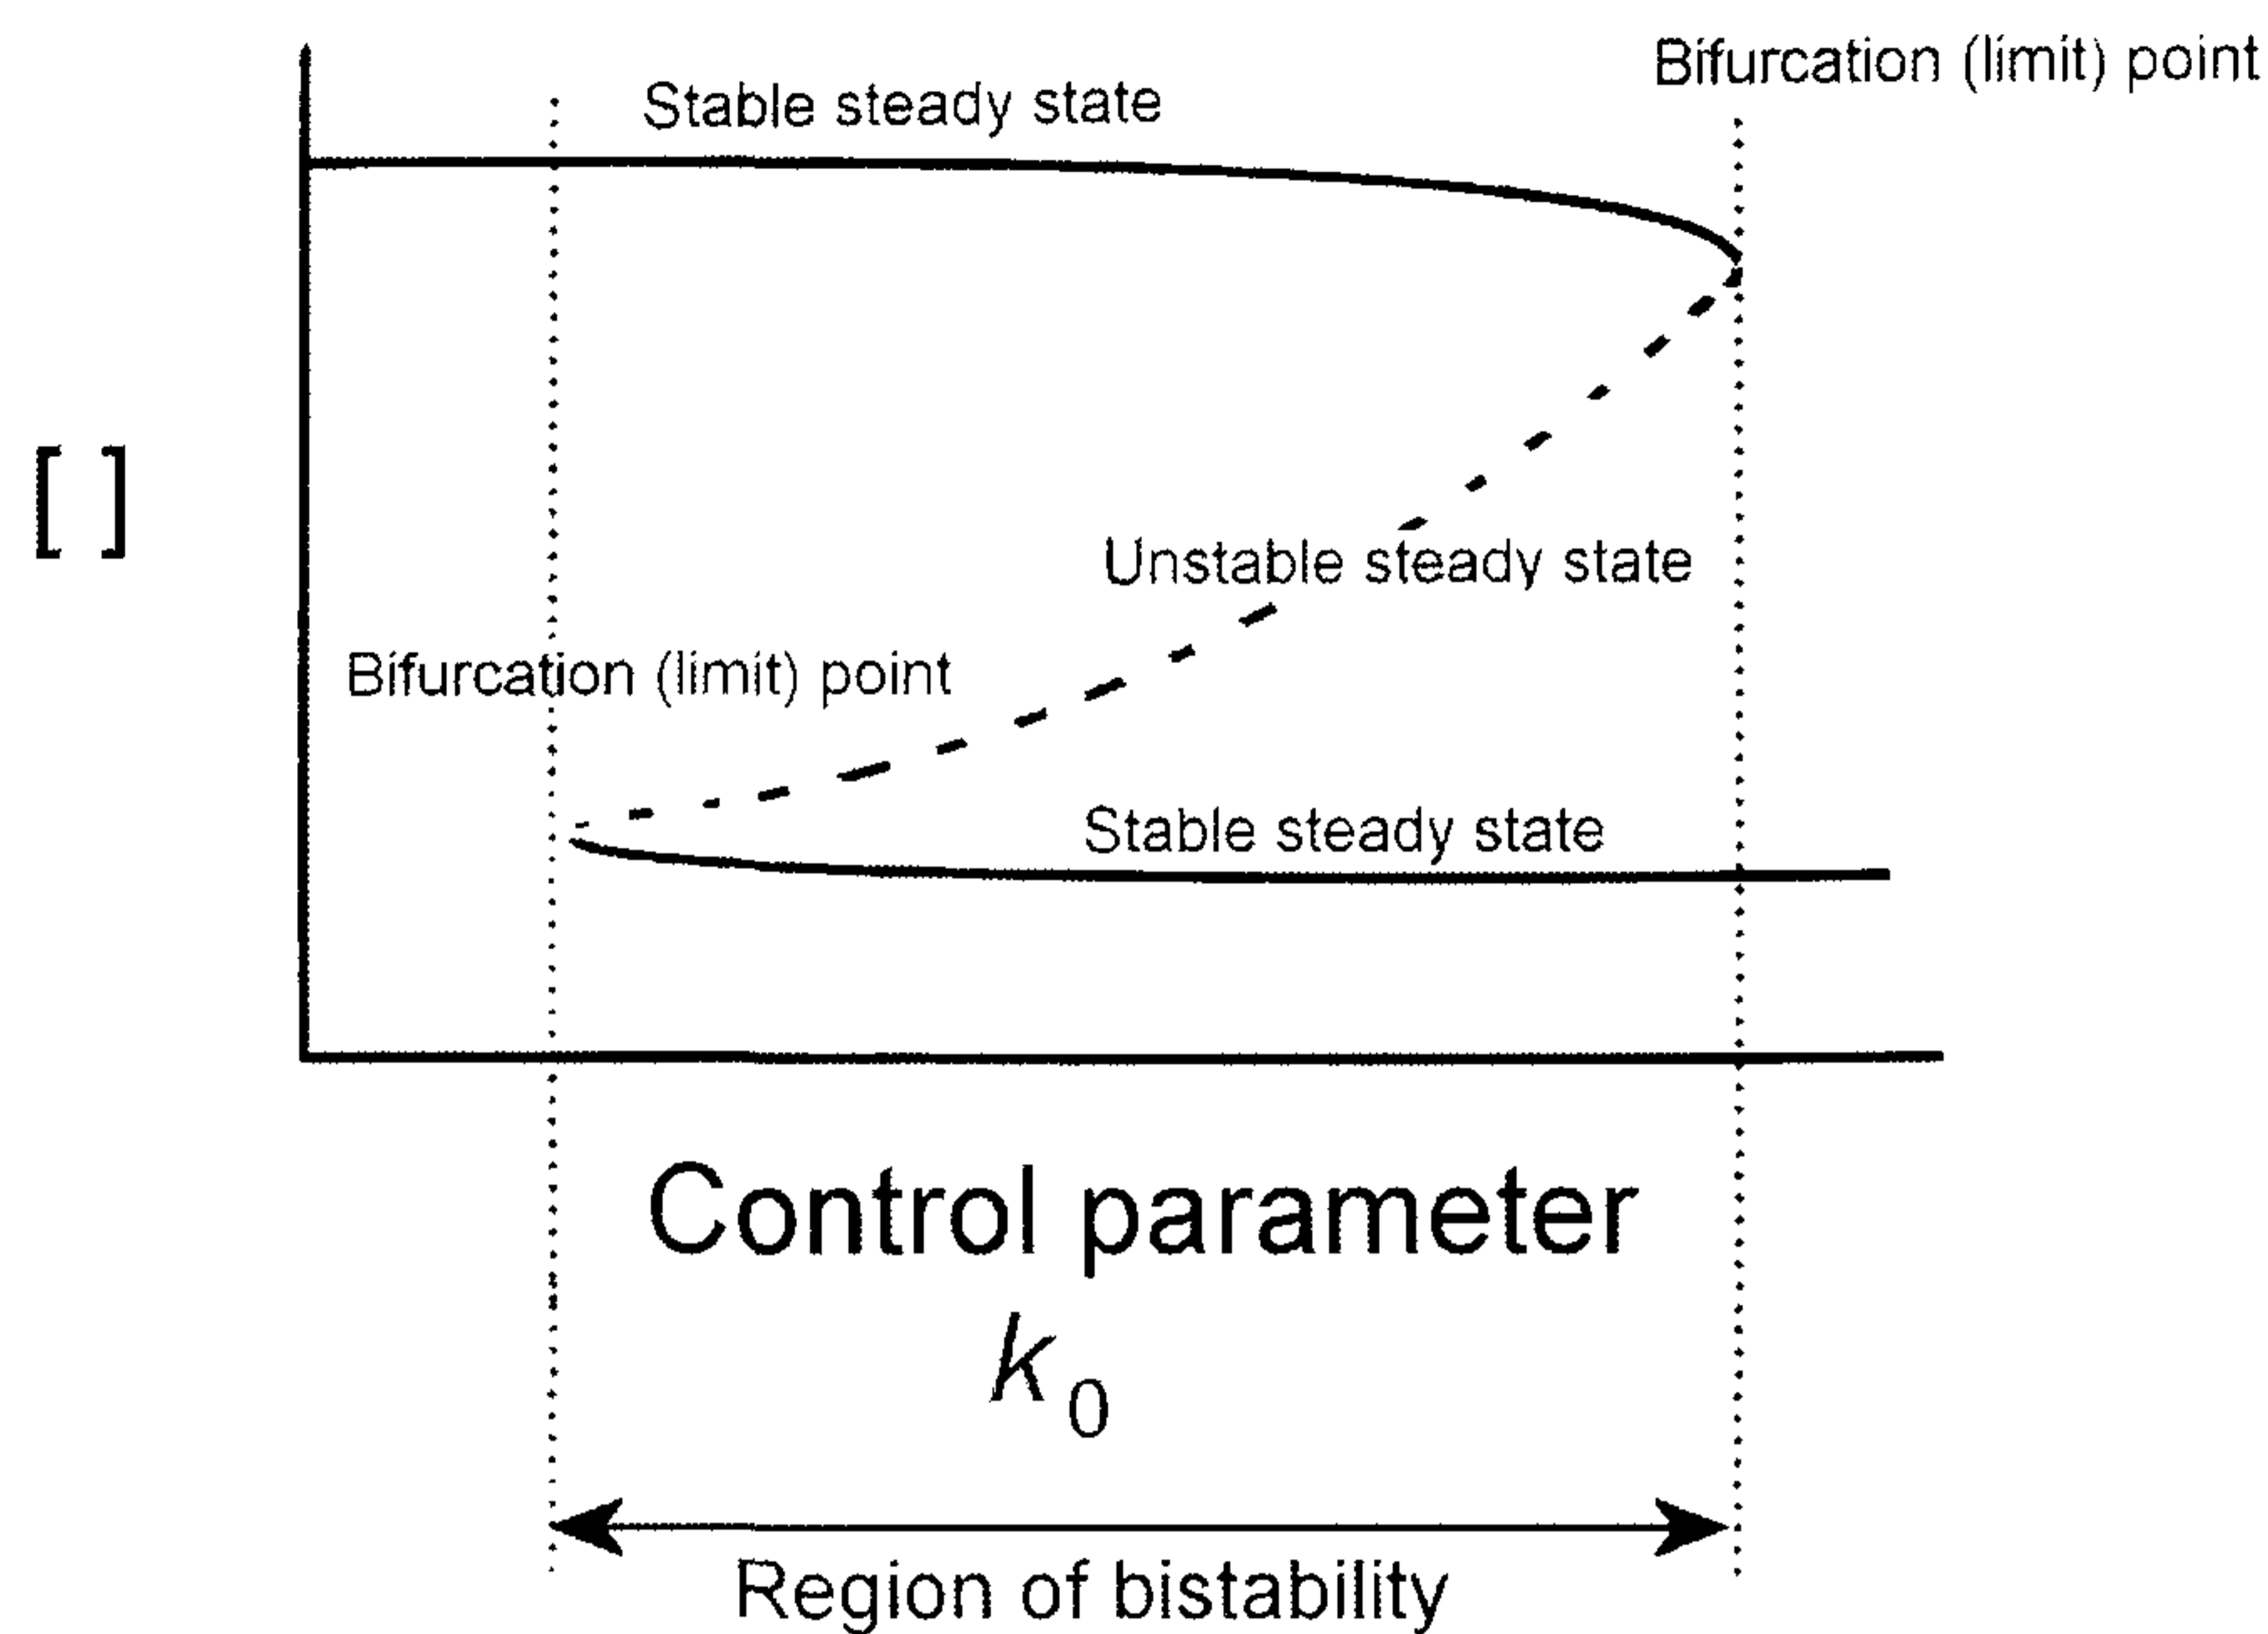 Bifurcation (limit) point
Stable steady state
[ ]
Unstable steady state
Bifurcation (limit) point
Stable steady state
Control parameter
k0
Region of bistability